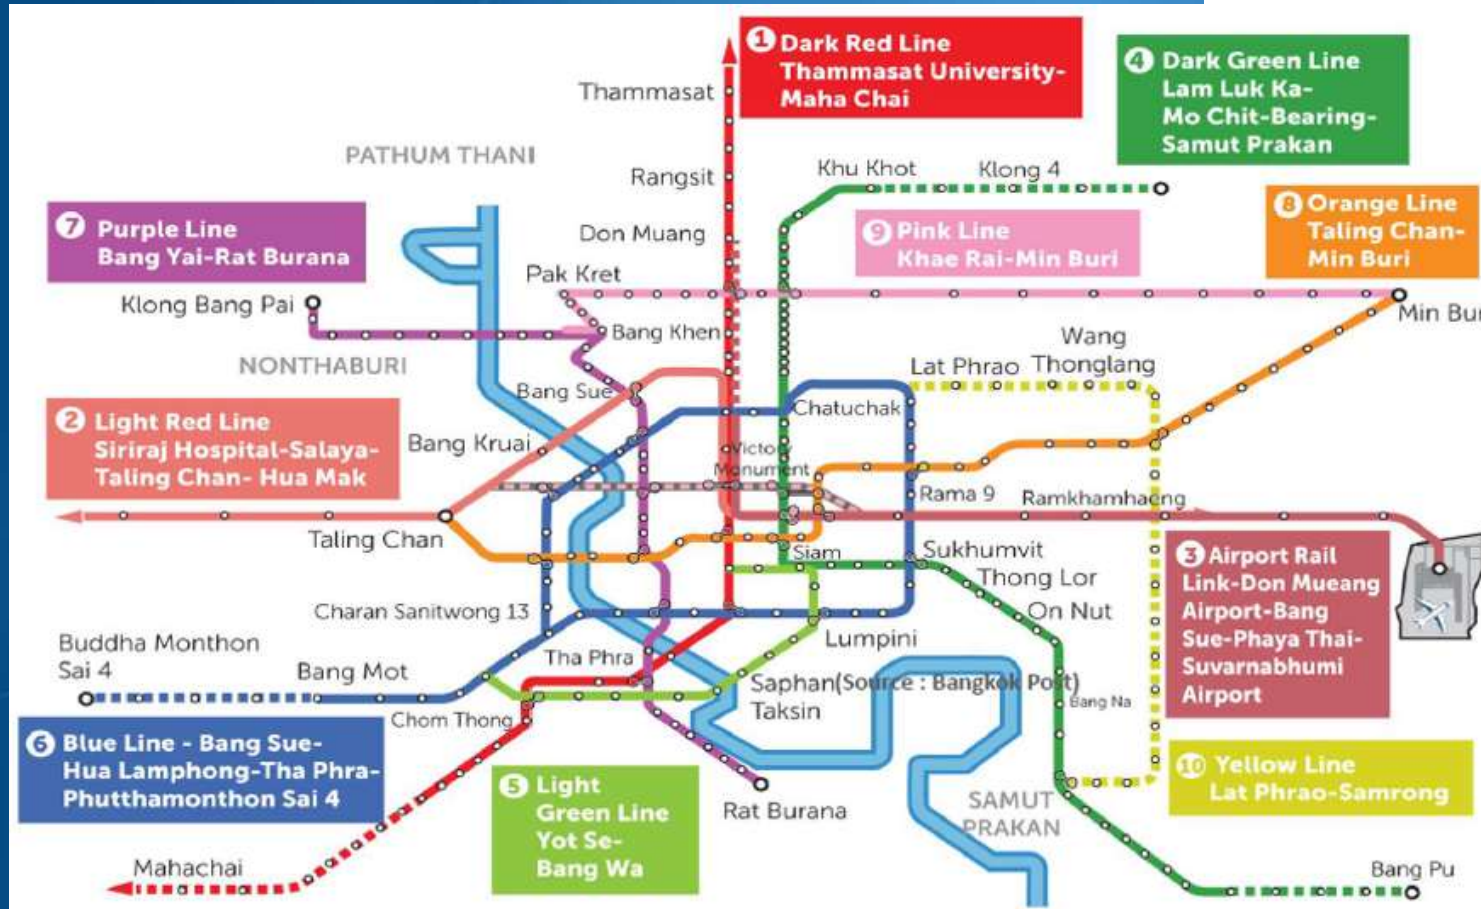 1 Dark Red Line
Thammasat University-
Maha Chai
4 Dark Green Line
Lam Luk Ka-
Mo Chit-Bearing-
Samut Prakan
Thammasat
PATHUM THANI
Rangsit
Khu Khot
Klong 4
7 Purple Line
Bang Yai-Rat Burana
Don Muang
9 Pink Line
Khae Rai-Min Buri
8 Orange Line
Taling Chan-
Min Buri
Pak Kret
Klong Bang Pai
Min Bur
Bang Khen
Wang
Thonglang
NONTHABURI
Lat Phrao
Bang Sue
Chatuchak
2 Light Red Line
Siriraj Hospital-Salaya-
Taling Chan- Hua Mak
Bang Kruai
Victo
Monument
Rama 9
Ramkhamhaeng
Taling Chan
Siam
Sukhumvit
Thong Lor
On Nut
3 Airport Rail
Link-Don Mueang
Airport-Bang
Sue-Phaya Thai-
Suvarnabhumi
Airport
Charan Sanitwong 13
Lumpini
Buddha Monthon
Sai 4
Bang Mot
Tha Phra
Saphan(Source : Bangkok Post)
Taksin
Bang Na
Chom Thong
6 Blue Line - Bang Sue-
Hua Lamphong-Tha Phra-
Phutthamonthon Sai 4
5 Light
Green Line
Yot Se-
Bang Wa
Rat Burana
SAMUT
PRAKAN
10 Yellow Line
Lat Phrao-Samrong
Mahachai
Bang Pu